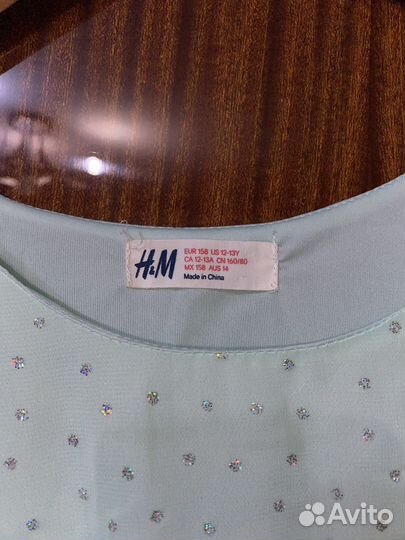 H&M
EUR 158 US 12-13Y
CA 12-13A CN 160/80
MX 158 AUS 14
Made in China
Avito